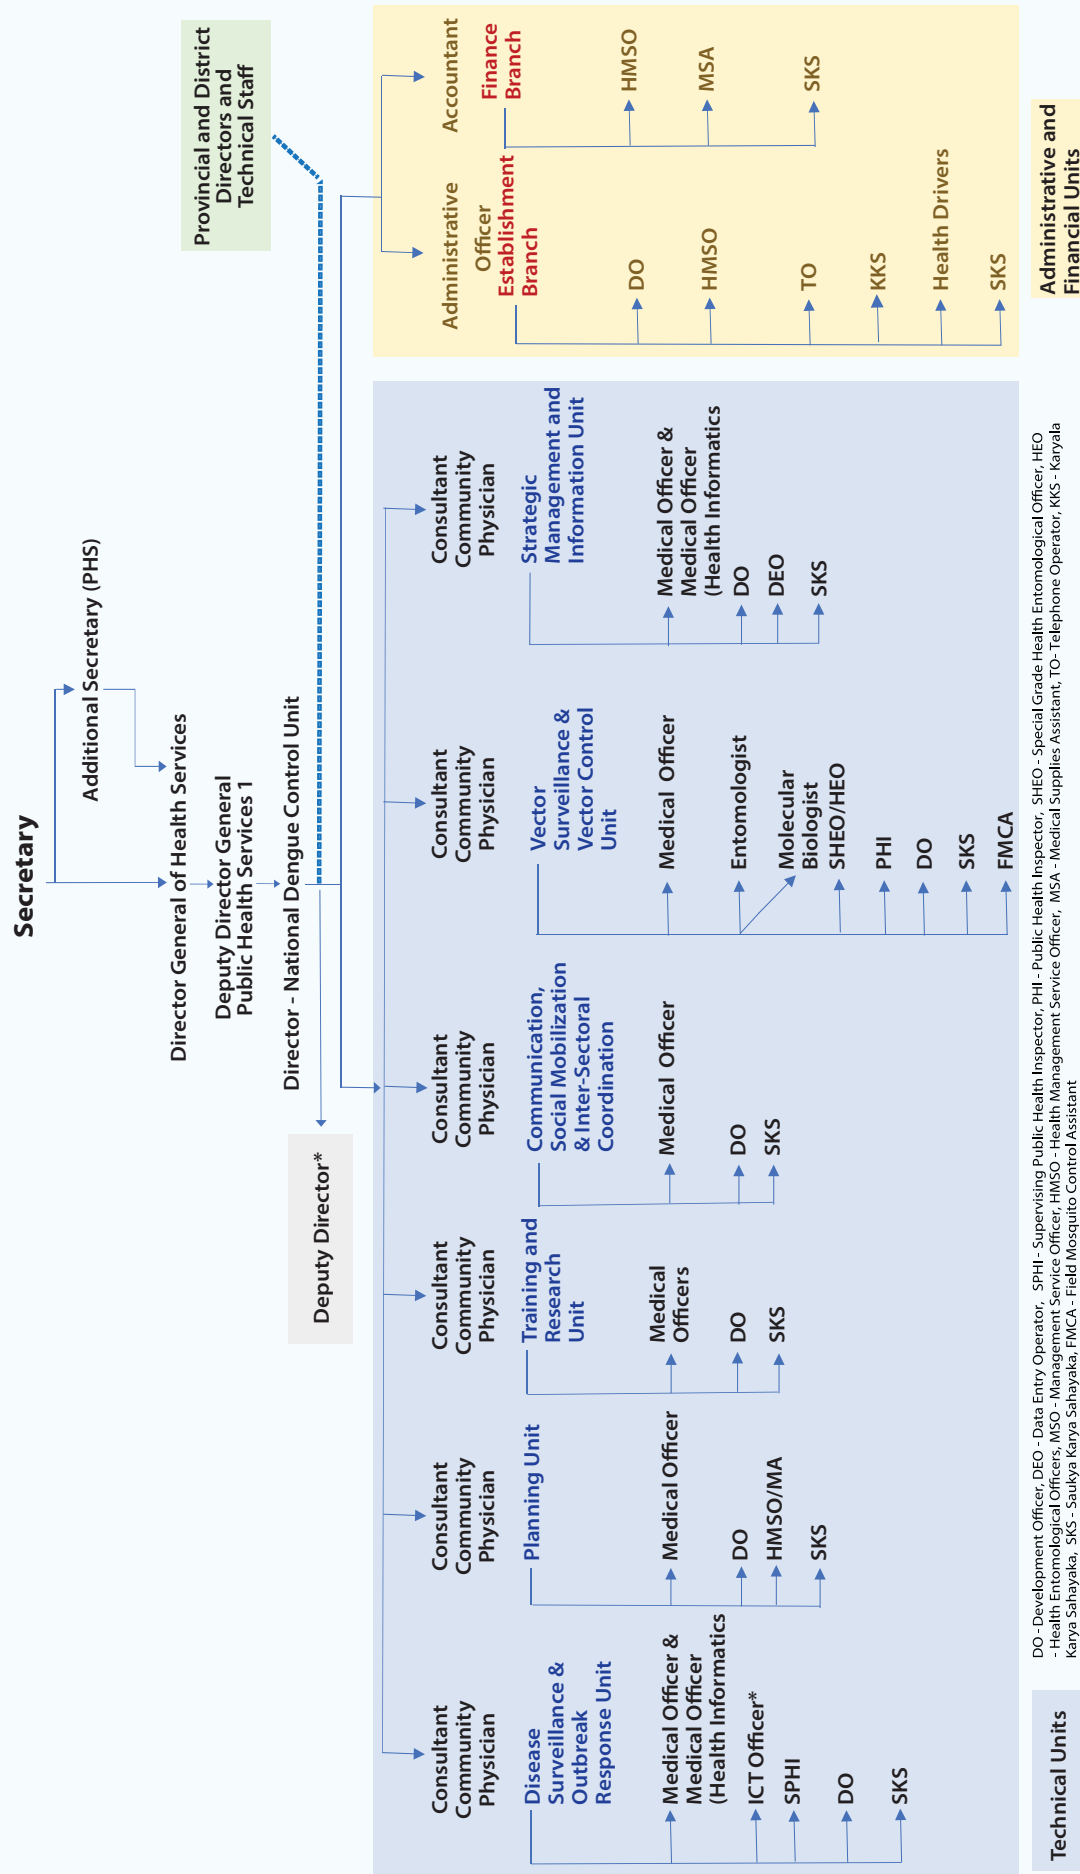 Secretary
Additional Secretary (PHS)
Director General of Health Services
Deputy Director General
Public Health Services 1
Director - National Dengue Control Unit
Provincial and District
Directors and
Technical Staff
Deputy Director*
Consultant
Community
Physician
Disease
Surveillance &
Outbreak
Response Unit
Medical Officer &
Medical Officer
(Health Informatics
ICT Officer*
SPHI
DO
SKS
Consultant
Community
Physician
Planning Unit
Medical Officer
DO
HMSO/MA
SKS
Consultant
Community
Physician
Training and
Research
Unit
Medical
Officers
DO
SKS
Consultant
Community
Physician
Communication,
Social Mobilization
& Inter-Sectoral
Coordination
Medical Officer
DO
SKS
Consultant
Community
Physician
Vector
Surveillance &
Vector Control
Unit
Medical Officer
Entomologist
Molecular
Biologist
SHEO/HEO
PHI
DO
SKS
FMCA
Consultant
Community
Physician
Strategic
Management and
Information Unit
Medical Officer &
Medical Officer
(Health Informatics
DO
DEO
SKS
Administrative
Officer
Establishment
Branch
DO
HMSO
TO
KKS
Health Drivers
SKS
Accountant
Finance
Branch
HMSO
MSA
SKS
Technical Units
DO - Development Officer, DEO - Data Entry Operator, SPHI - Supervising Public Health Inspector, PHI - Public Health Inspector, SHEO - Special Grade Health Entomological Officer, HEO
- Health Entomological Officers, MSO - Management Service Officer, HMSO - Health Management Service Officer, MSA - Medical Supplies Assistant, TO- Telephone Operator, KKS - Karyala
Karya Sahayaka, SKS - Saukya Karya Sahayaka, FMCA - Field Mosquito Control Assistant
Administrative and
Financial Units